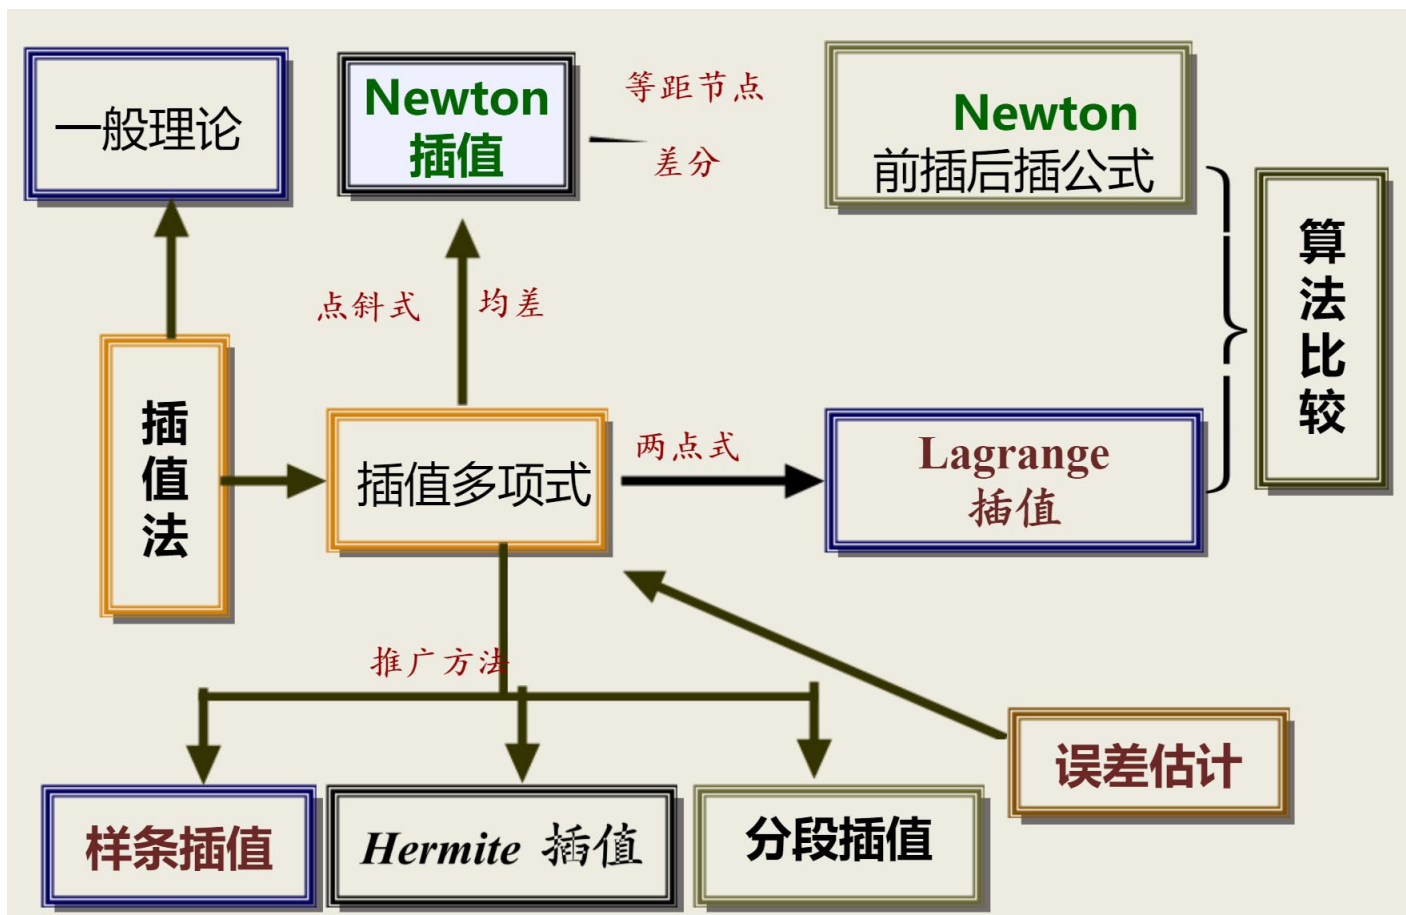 一般理论
Newton
插值
等距节点
差分
Newton
前插后插公式
算
法
比
较
点斜式
均差
插
值
法
插值多项式
两点式
Lagrange
插值
推广方法
误差估计
样条插值
Hermite 插值
分段插值